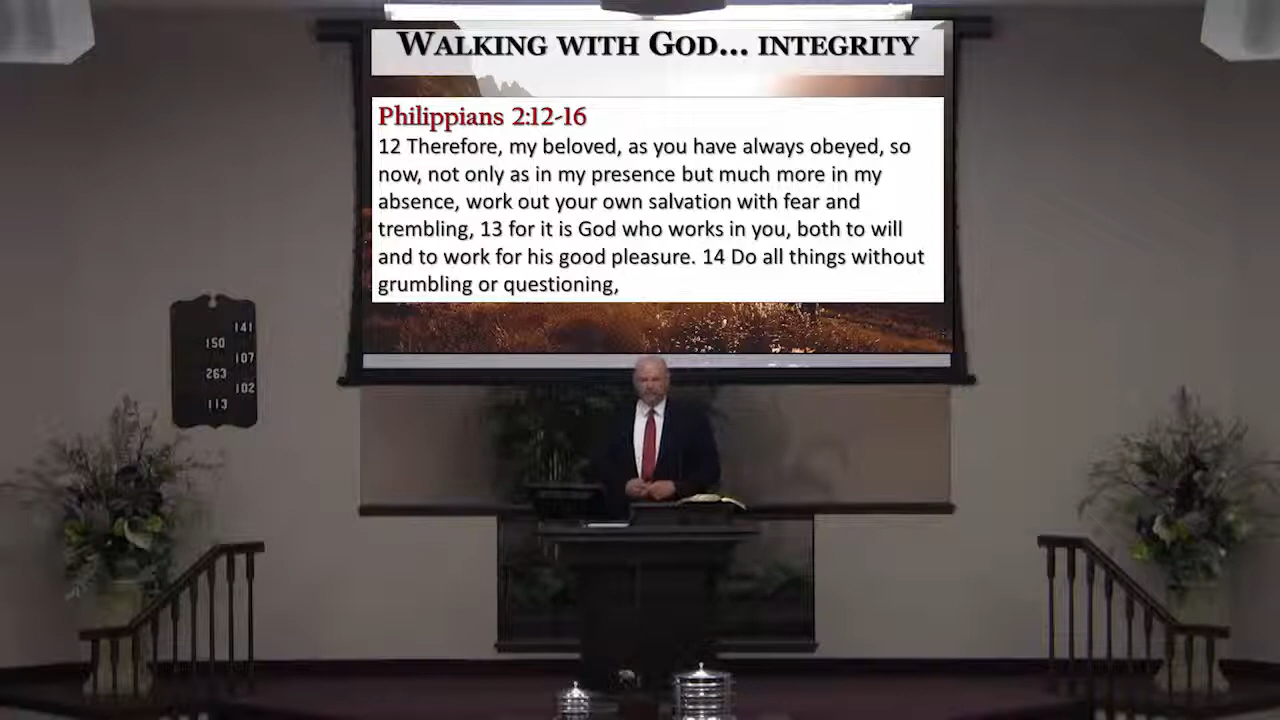 WALKING WITH GOD... INTEGRITY
Philippians 2:12-16
12 Therefore, my beloved, as you have always obeyed, so
now, not only as in my presence but much more in my
absence, work out your own salvation with fear and
trembling, 13 for it is God who works in you, both to will
and to work for his good pleasure. 14 Do all things without
grumbling or questioning,
141
150
107
263
102
113